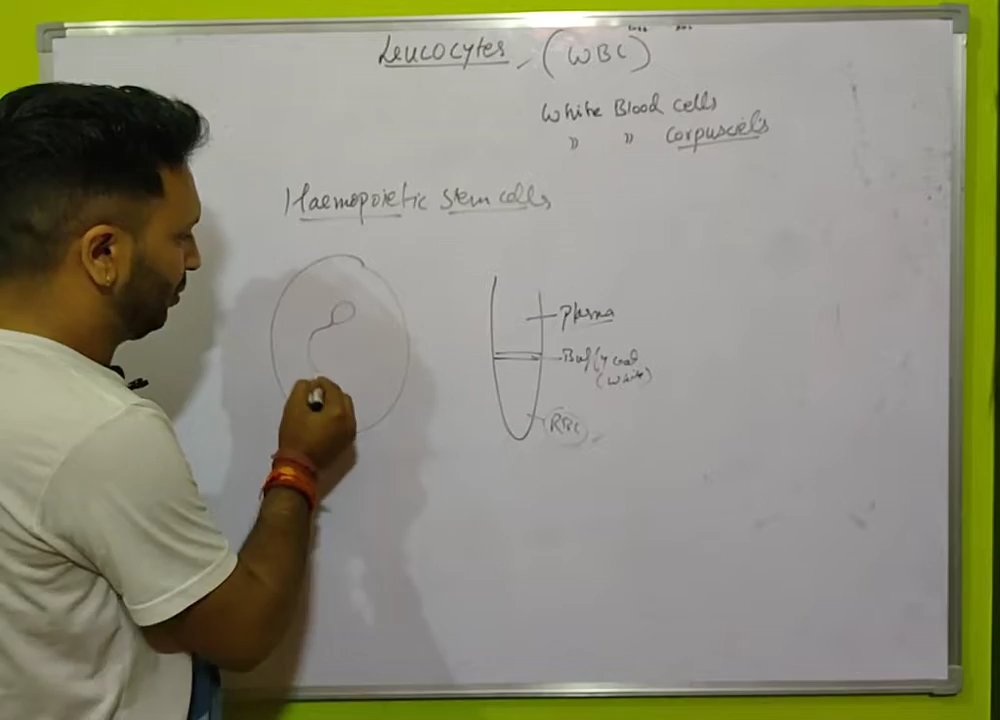 Leucocytes - (WBC)
White Blood cells
" " Corpuscels
Haemopoietic stem cells
Plasma
Buffy coat
(White)
RBC